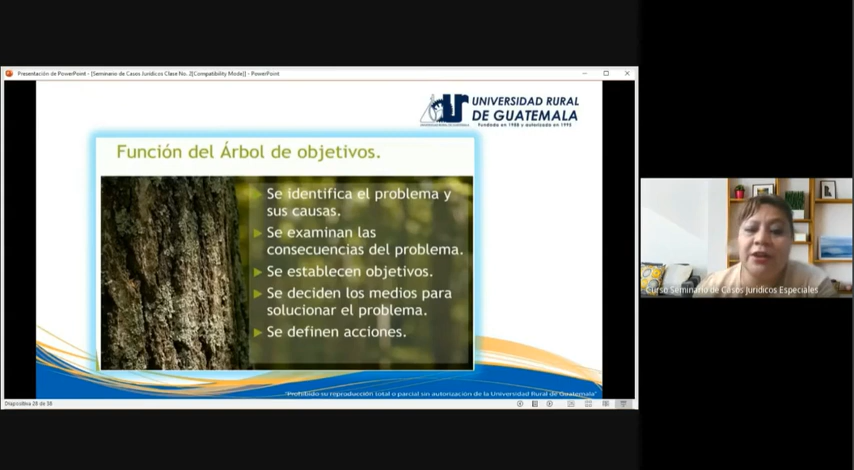 Presentación de PowerPoint - [Seminario de Casos Jurídicos Clase No. 2[Compatibility Mode]] - PowerPoint
UNIVERSIDAD RURAL
DE GUATEMALA
Fundada en 1988 y autorizada en 1995
Función del Árbol de objetivos.
Se identifica el problema y
sus causas.
Se examinan las
consecuencias del problema.
Se establecen objetivos.
Se deciden los medios para
solucionar el problema.
Se definen acciones.
"Prohibido su reproducción total o parcial sin autorización de la Universidad Rural de Guatemala"
Diapositiva 28 de 58
Curso Seminario de Casos Jurídicos Especiales